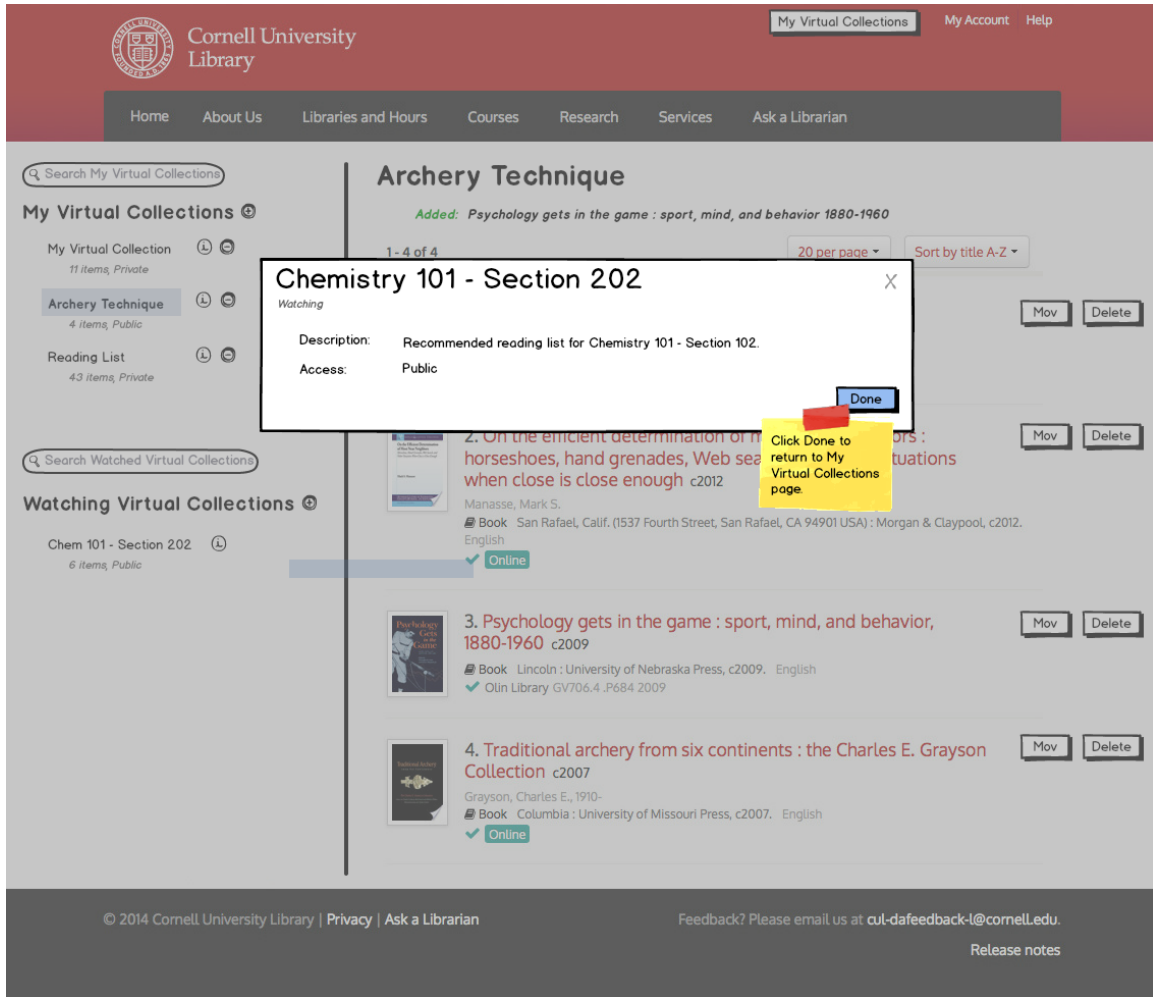 Cornell University
Library
My Virtual Collections
My Account
Help
Home
About Us
Libraries and Hours
Courses
Research
Services
Ask a Librarian
Search My Virtual Collections
My Virtual Collections
My Virtual Collection
11 items, Private
Archery Technique
4 items, Public
Reading List
43 items, Private
Search Watched Virtual Collections
Watching Virtual Collections
Chem 101 - Section 202
6 items, Public
Archery Technique
Added: Psychology gets in the game : sport, mind, and behavior 1880-1960
1 - 4 of 4
20 per page
Sort by title A-Z
Chemistry 101 - Section 202
X
Watching
Description: Recommended reading list for Chemistry 101 - Section 102.
Access: Public
Done
Click Done to
return to My
Virtual Collections
page.
Mov
Delete
2. On the efficient determination of
horseshoes, hand grenades, Web
when close is close enough c2012
Manasse, Mark S.
Book San Rafael, Calif. (1537 Fourth Street, San Rafael, CA 94901 USA) : Morgan & Claypool, c2012.
English
Online
Mov
Delete
3. Psychology gets in the game : sport, mind, and behavior,
1880-1960 c2009
Book Lincoln : University of Nebraska Press, c2009. English
Olin Library GV706.4 .P684 2009
Mov
Delete
Psychology
Gets
in the
Game
4. Traditional archery from six continents : the Charles E. Grayson
Collection c2007
Grayson, Charles E., 1910-
Book Columbia : University of Missouri Press, c2007. English
Online
Mov
Delete
Traditional Archery
© 2014 Cornell University Library | Privacy | Ask a Librarian
Feedback? Please email us at cul-dafeedback-l@cornell.edu.
Release notes